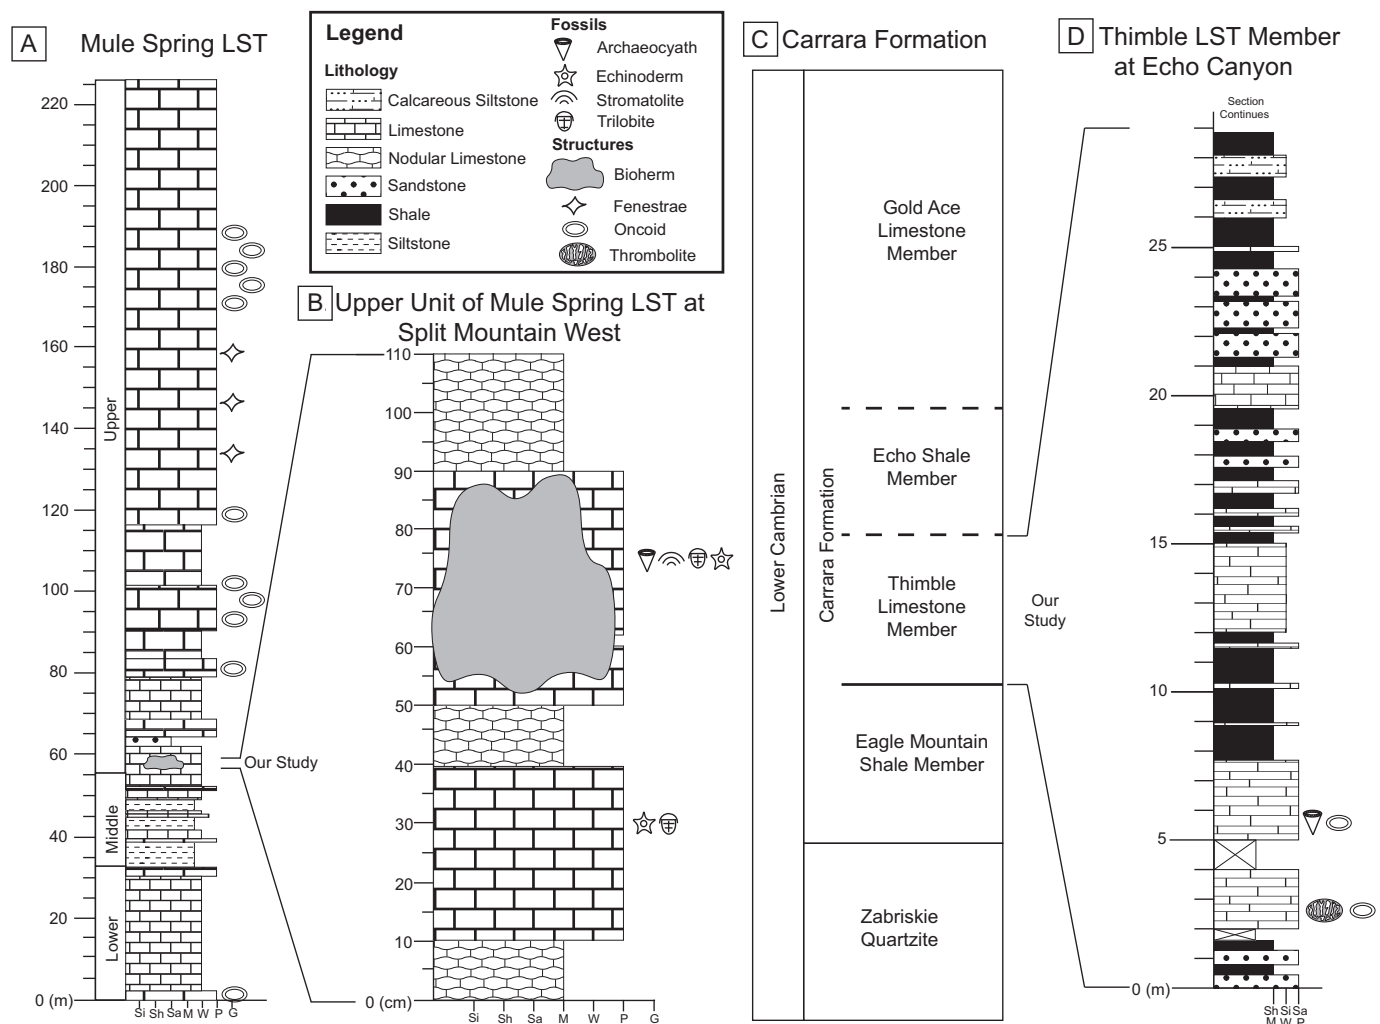 A
Mule Spring LST
220
200
180
160
140
120
100
80
60
40
20
0 (m)
Upper
Middle
Lower
Si Sh Sa M W P G
Our Study
Legend
Lithology
Calcareous Siltstone
Limestone
Nodular Limestone
Sandstone
Shale
Siltstone
Fossils
Archaeocyath
Echinoderm
Stromatolite
Trilobite
Structures
Bioherm
Fenestrae
Oncoid
Thrombolite
B.
Upper Unit of Mule Spring LST at
Split Mountain West
110
100
90
80
70
60
50
40
30
20
10
0 (cm)
Si Sh Sa M W P G
C
Carrara Formation
Lower Cambrian
Carrara Formation
Gold Ace
Limestone
Member
Echo Shale
Member
Thimble
Limestone
Member
Eagle Mountain
Shale Member
Zabriskie
Quartzite
Our
Study
D
Thimble LST Member
at Echo Canyon
Section
Continues
25
20
15
10
5
0 (m)
Sh Si Sa
M W P